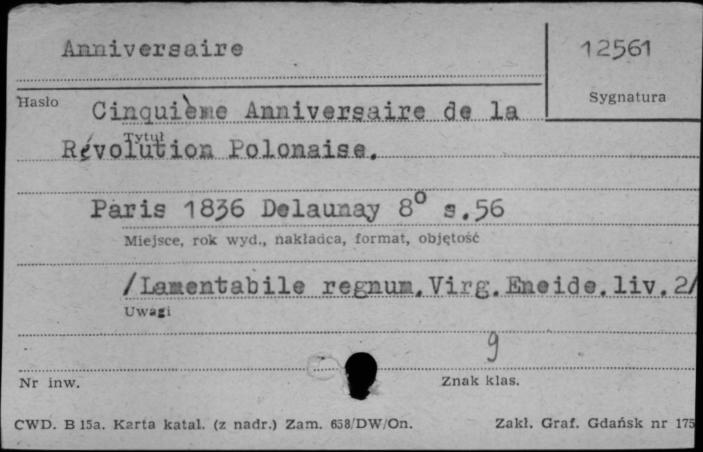 Anniversaire
12561
Hasło
Sygnatura
Cinquième Anniversaire de la
Tytuł
Révolution Polonaise.
Paris 1836 Delaunay 8° s.56
Miejsce, rok wyd., nakładca, format, objętość
/Lamentabile regnum.Virg.Eneide.liv.2/
Uwagi
9
Nr inw.
Znak klas.
CWD. B 15a. Karta katal. (z nadr.) Zam. 658/DW/On.
Zakł. Graf. Gdańsk nr 175